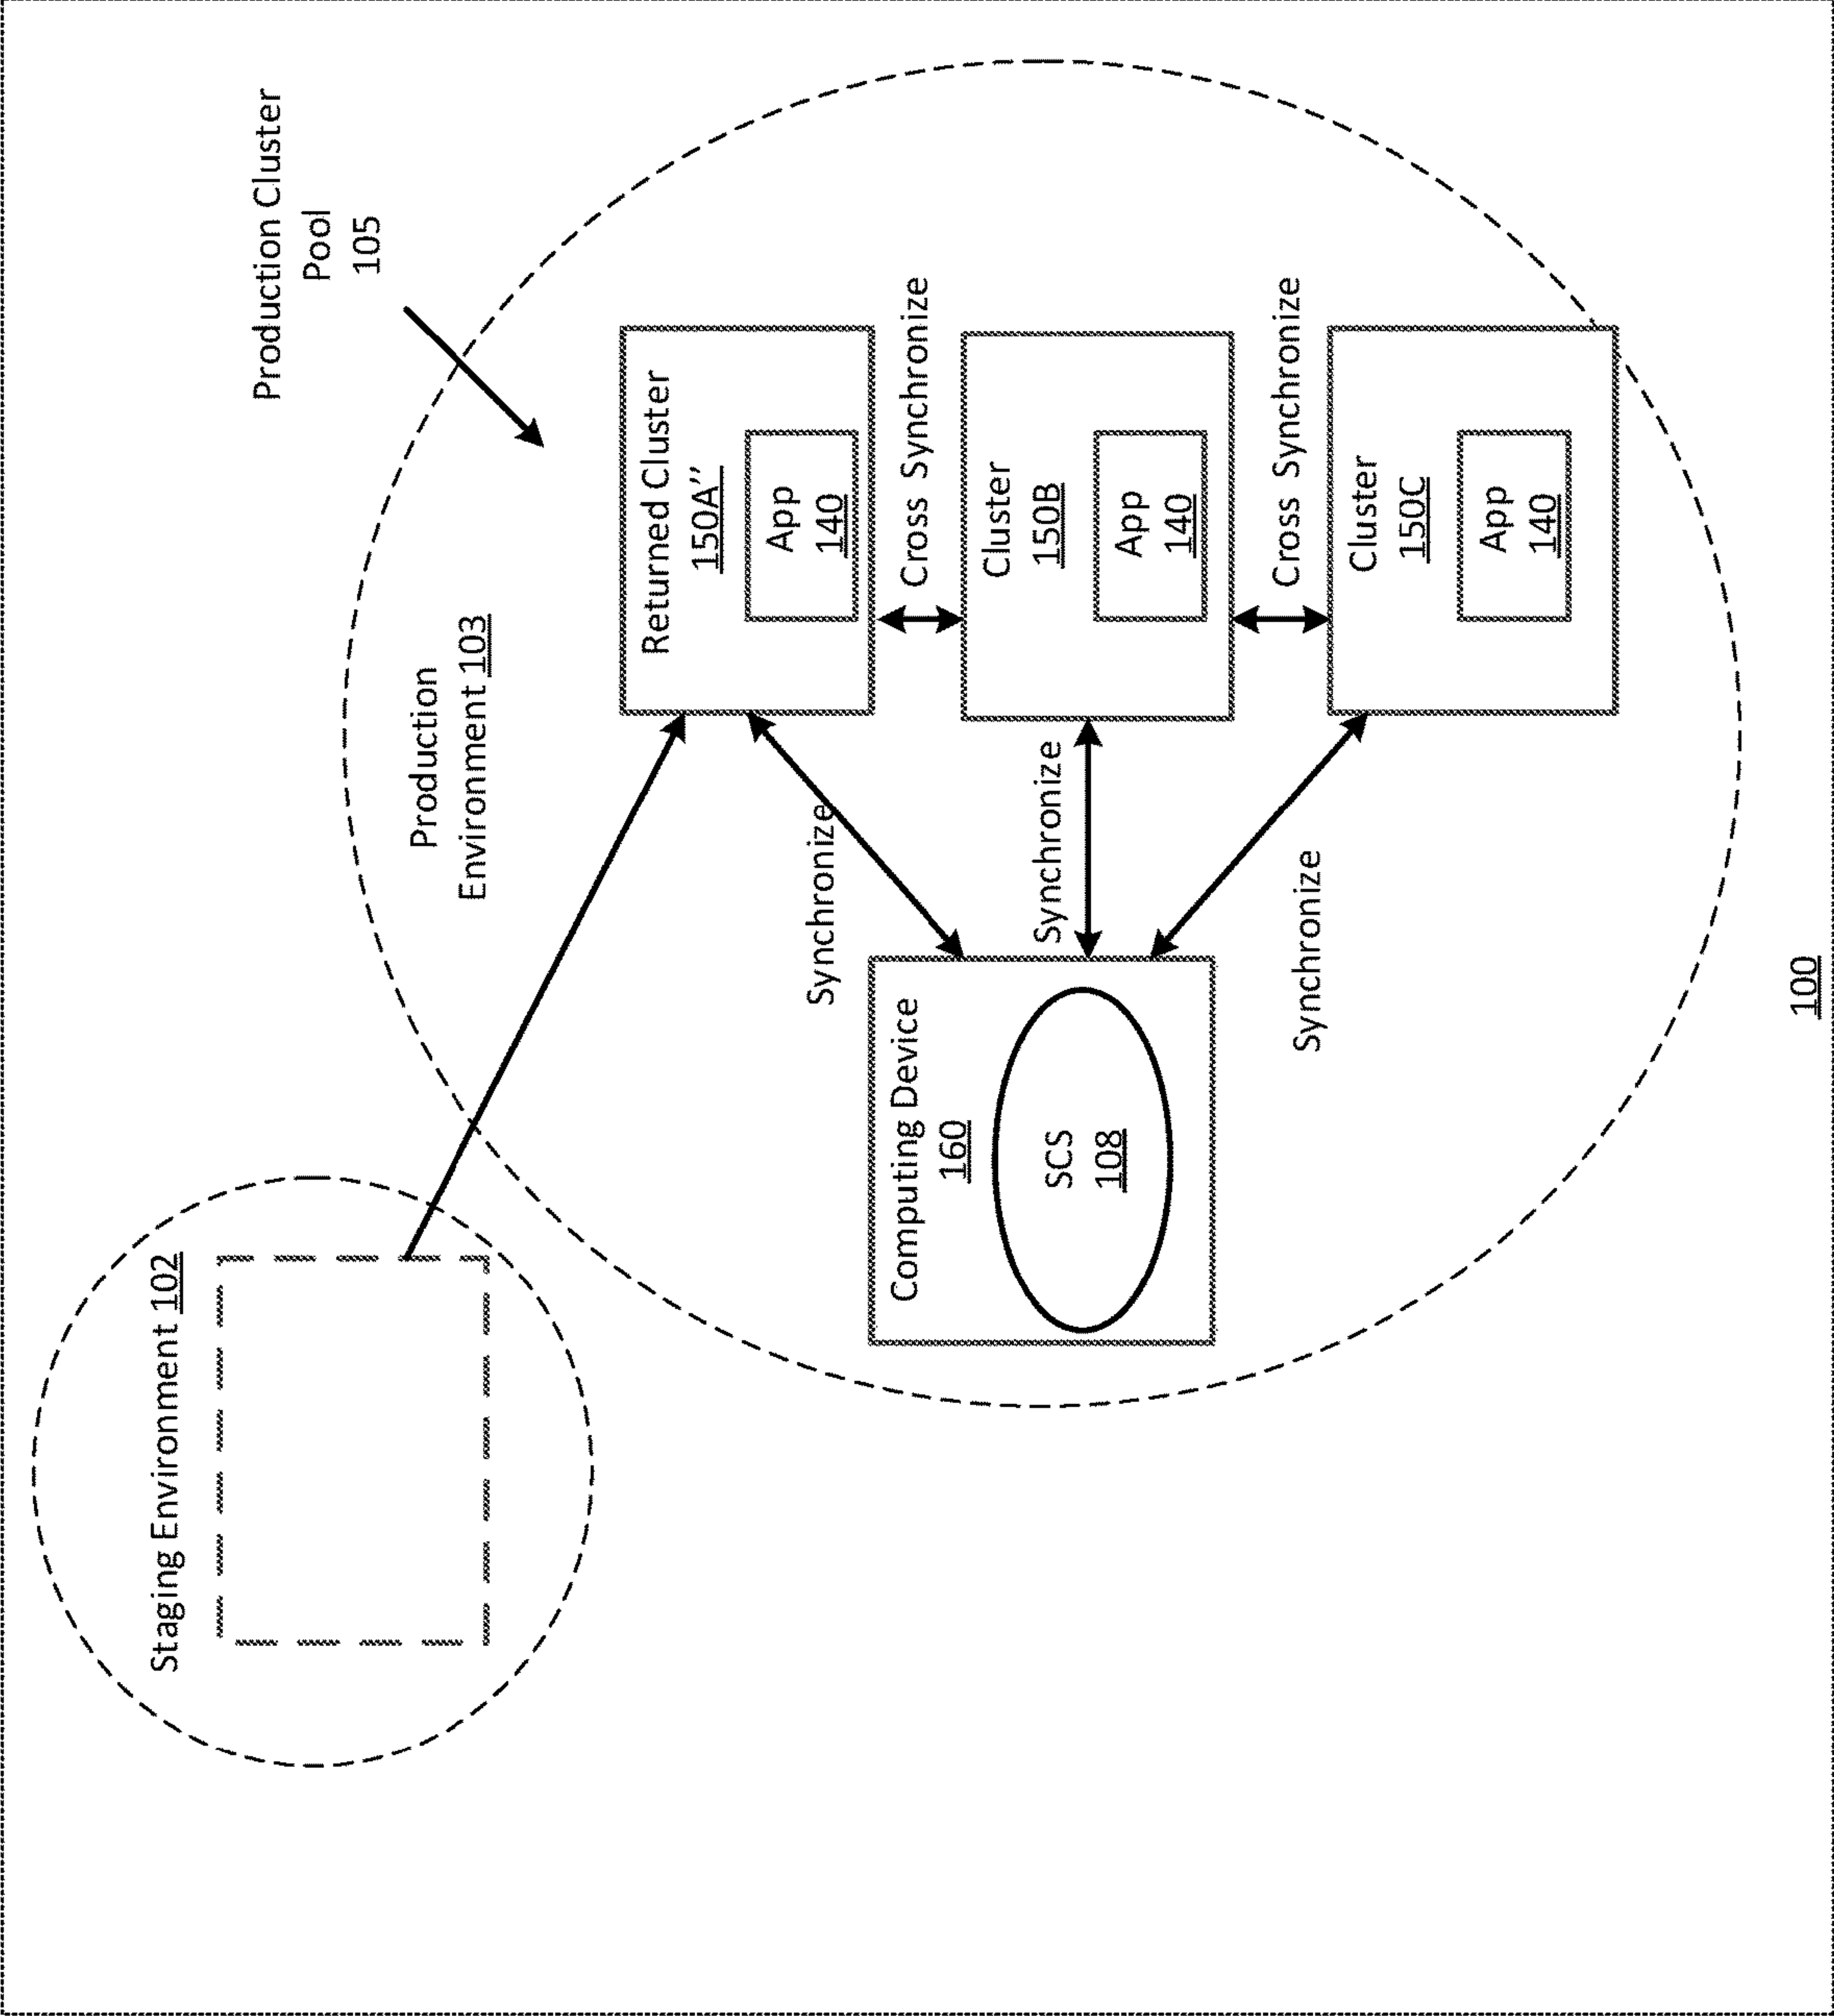 Staging Environment 102
Production Cluster
Pool
105
Production
Environment 103
Returned Cluster
150A''
App
140
Cross Synchronize
Synchronize
Computing Device
160
SCS
108
Synchronize
Cluster
150B
App
140
Cross Synchronize
Synchronize
Cluster
150C
App
140
100